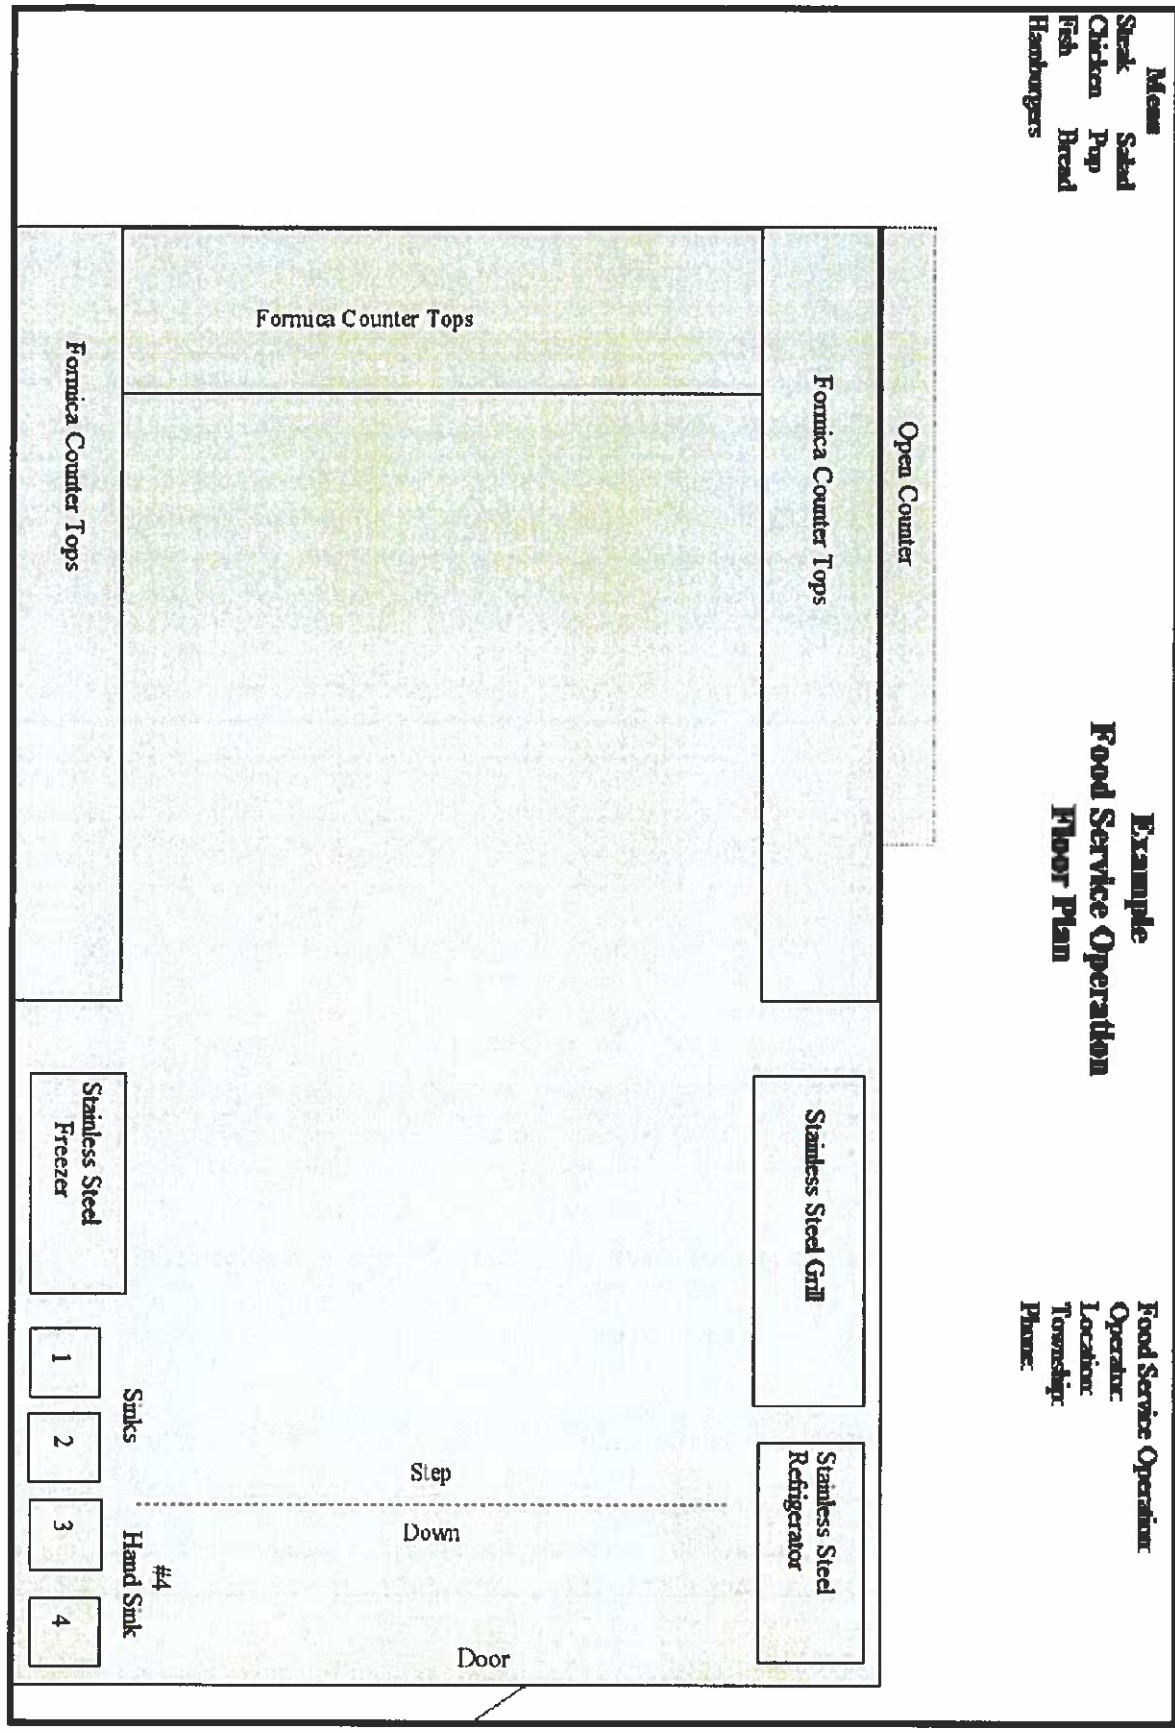 Menu
Steak Salad
Chicken Pop
Fish Bread
Hamburgers
Example
Food Service Operation
Floor Plan
Food Service Operation:
Operator:
Location:
Township:
Phone:
Open Counter
Formica Counter Tops
Formica Counter Tops
Formica Counter Tops
Stainless Steel Grill
Stainless Steel
Refrigerator
Step
Down
Door
Stainless Steel
Freezer
Sinks
#4
Hand Sink
1
2
3
4